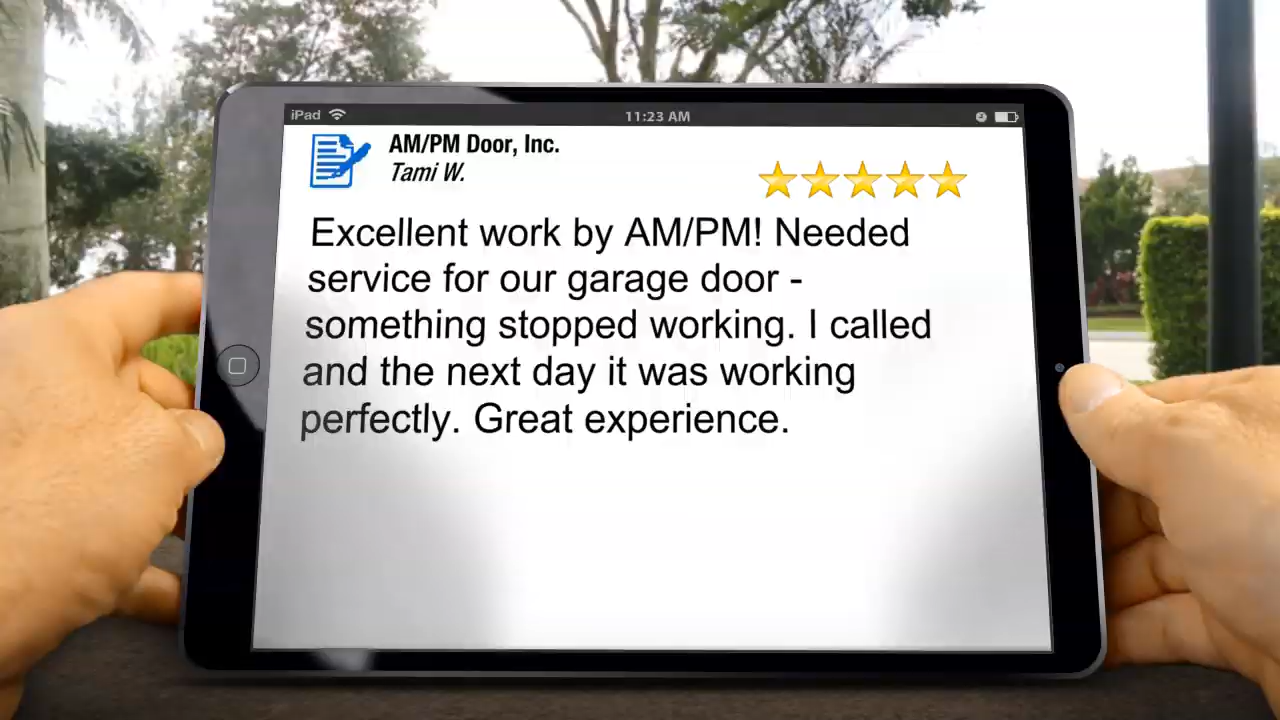 iPad 11:23 AM
AM/PM Door, Inc.
Tami W.
Excellent work by AM/PM! Needed
service for our garage door -
something stopped working. I called
and the next day it was working
perfectly. Great experience.